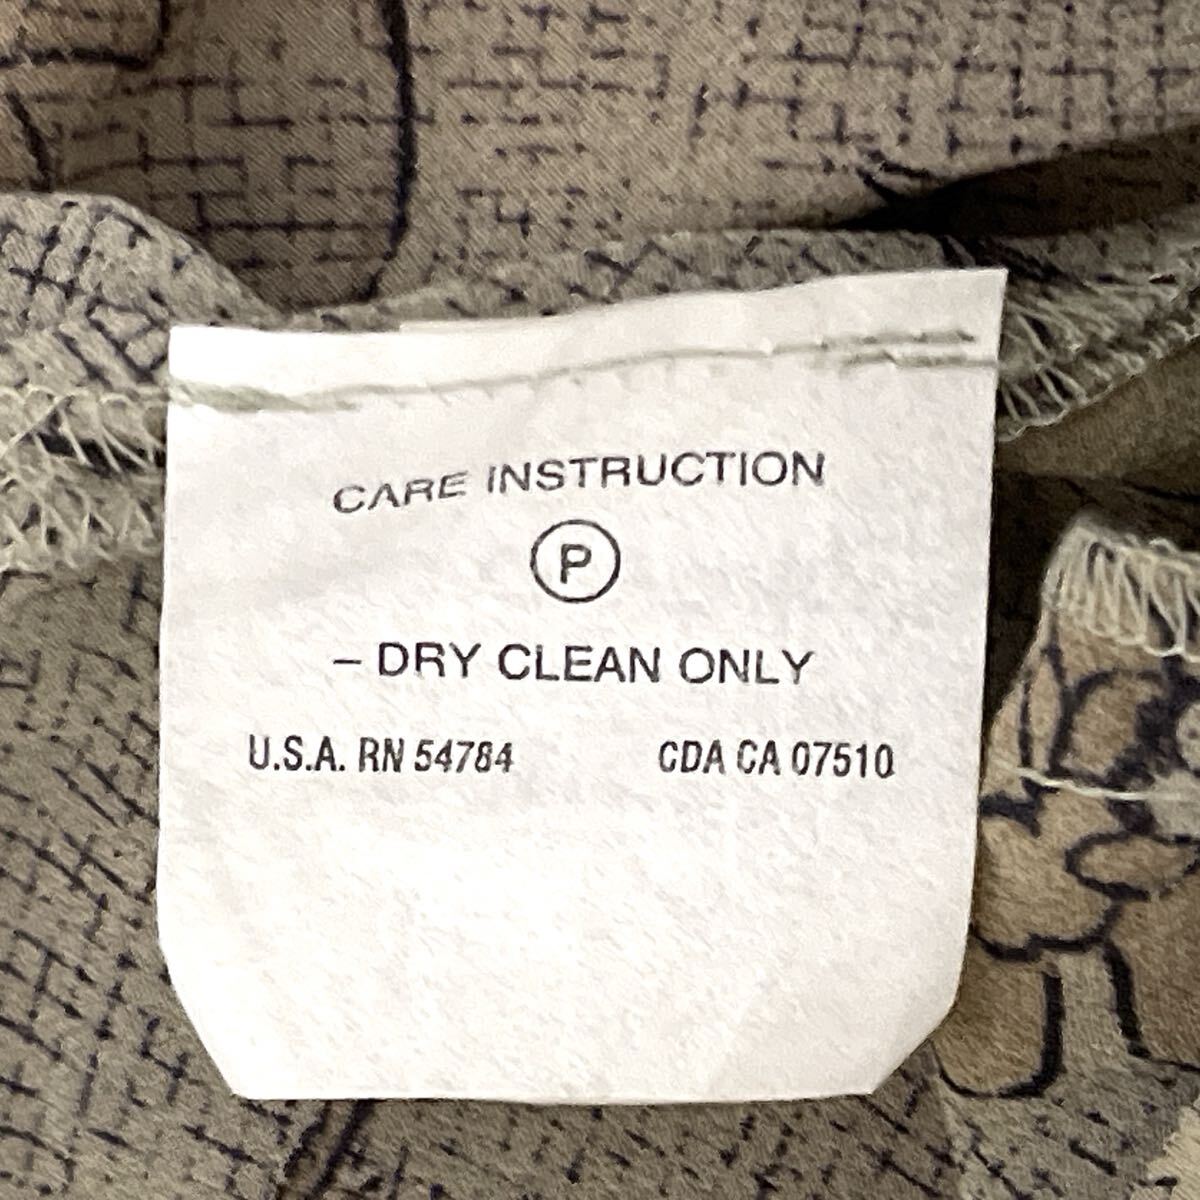 CARE INSTRUCTION
P
– DRY CLEAN ONLY
U.S.A. RN 54784 CDA CA 07510